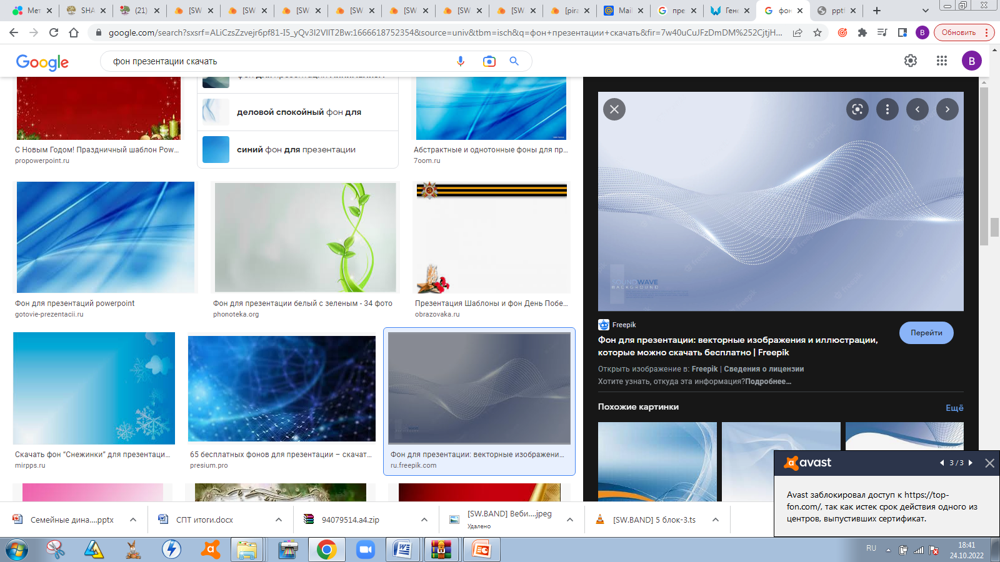 Мет
SHA
(21)
[SW
[SW
[SW
[SW
[SW
[SW
[SW
[pira
Mail
пре
Гене
фон
ppt
google.com/search?sxsrf=ALiCzsZzvejr6pf81-I5_yQv3l2VlIT2Bw:1666618752354&source=univ&tbm=isch&q=фон+презентации+скачать&fir=7w40uCuJFzDmDM%252CjtjH...
B
Обновить
Google
фон презентации скачать
B
деловой спокойный фон для
синий фон для презентации
С Новым Годом! Праздничный шаблон Pow...
propowerpoint.ru
Абстрактные и однотонные фоны для пр...
7oom.ru
Фон для презентаций powerpoint
gotovie-prezentacii.ru
Фон для презентации белый с зеленым - 34 фото
phonoteka.org
Презентация Шаблоны и фон День Побе...
obrazovaka.ru
Скачать фон “Снежинки” для презентаци...
mirpps.ru
65 бесплатных фонов для презентации – скачат...
presium.pro
Фон для презентации: векторные изображени...
ru.freepik.com
SOUNDWAVE
BACKGROUND
Freepik
Фон для презентации: векторные изображения и иллюстрации,
которые можно скачать бесплатно | Freepik
Перейти
Открыть изображение в: Freepik | Сведения о лицензии
Хотите узнать, откуда эта информация?Подробнее...
Похожие картинки
Ещё
avast
3 / 3
Avast заблокировал доступ к https://top-
fon.com/, так как истек срок действия одного из
центров, выпустивших сертификат.
Семейные дина....pptx
СПТ итоги.docx
94079514.a4.zip
[SW.BAND] Веби....jpeg
Удалено
[SW.BAND] 5 блок-3.ts
RU
18:41
24.10.2022